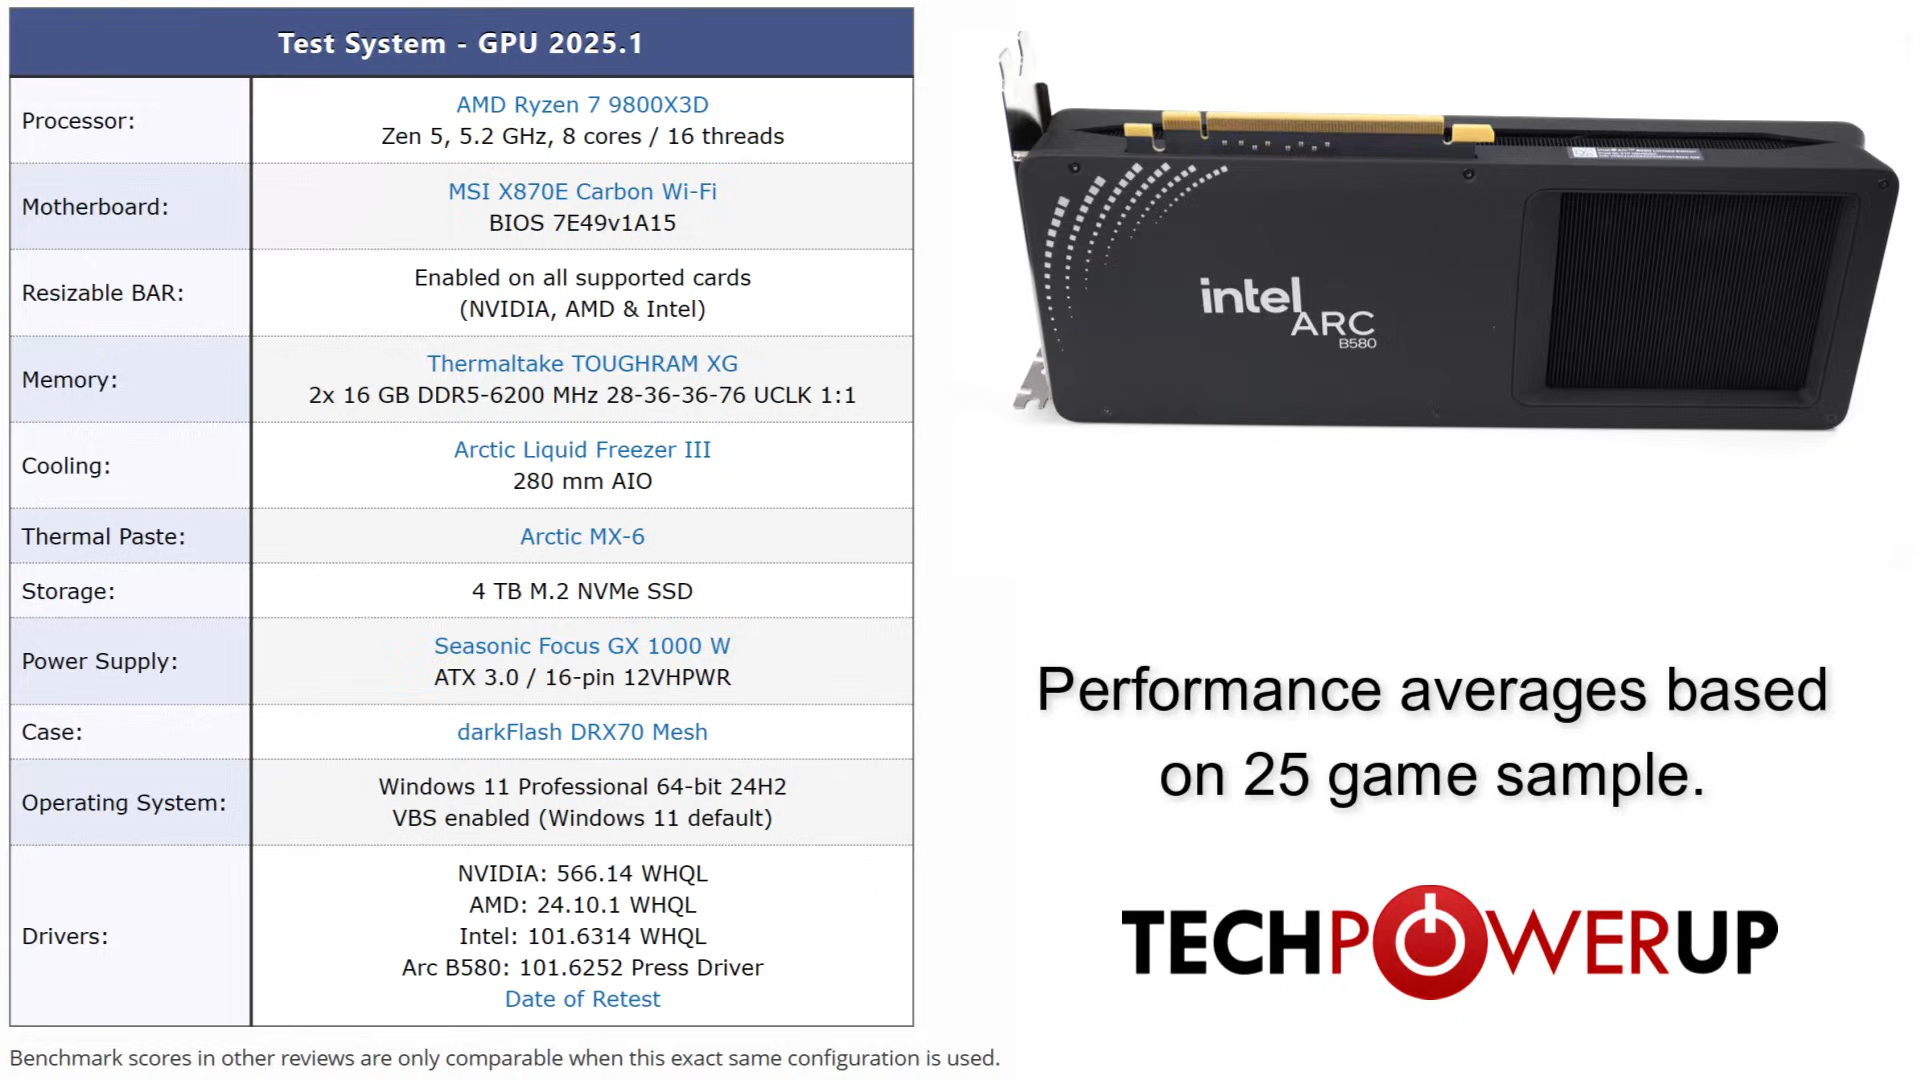 Test System - GPU 2025.1
Processor:
AMD Ryzen 7 9800X3D
Zen 5, 5.2 GHz, 8 cores / 16 threads
Motherboard:
MSI X870E Carbon Wi-Fi
BIOS 7E49v1A15
Resizable BAR:
Enabled on all supported cards
(NVIDIA, AMD & Intel)
Memory:
Thermaltake TOUGHRAM XG
2x 16 GB DDR5-6200 MHz 28-36-36-76 UCLK 1:1
Cooling:
Arctic Liquid Freezer III
280 mm AIO
Thermal Paste:
Arctic MX-6
Storage:
4 TB M.2 NVMe SSD
Power Supply:
Seasonic Focus GX 1000 W
ATX 3.0 / 16-pin 12VHPWR
Case:
darkFlash DRX70 Mesh
Operating System:
Windows 11 Professional 64-bit 24H2
VBS enabled (Windows 11 default)
Drivers:
NVIDIA: 566.14 WHQL
AMD: 24.10.1 WHQL
Intel: 101.6314 WHQL
Arc B580: 101.6252 Press Driver
Date of Retest
Benchmark scores in other reviews are only comparable when this exact same configuration is used.
intel
ARC
B580
Performance averages based
on 25 game sample.
TECHPOWERUP